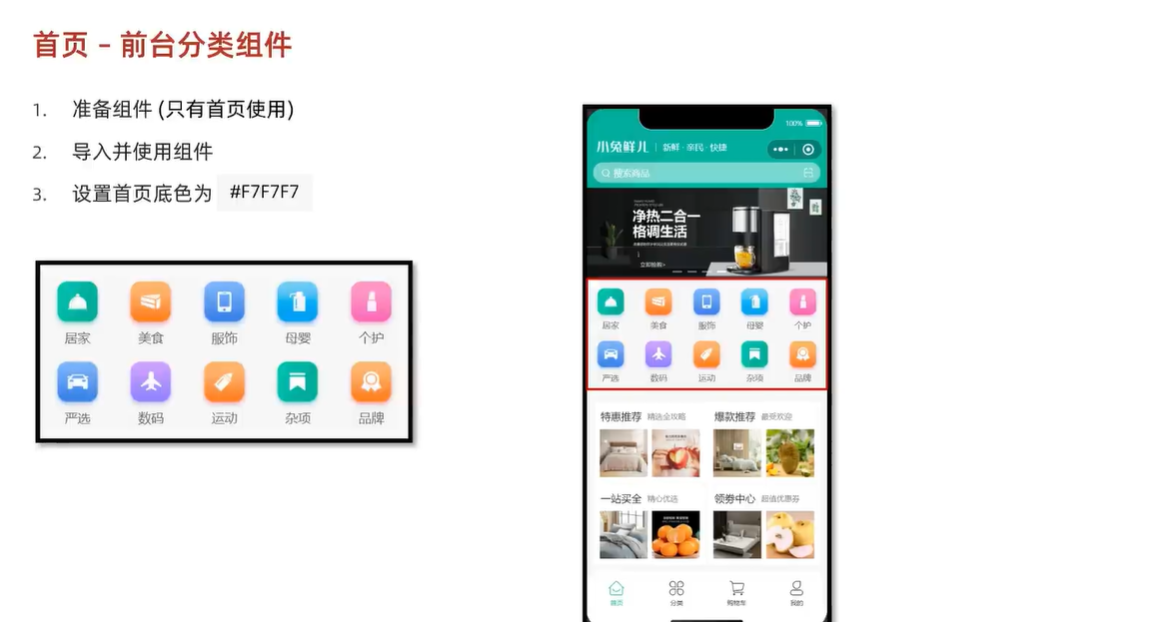 首页 – 前台分类组件
1. 准备组件 (只有首页使用)
2. 导入并使用组件
3. 设置首页底色为 #F7F7F7
居家 美食 服饰 母婴 个护
严选 数码 运动 杂项 品牌
100%
小兔鲜儿 | 新鲜·亲民·快捷
搜索商品
净热二合一
格调生活
立即抢购
居家 美食 服饰 母婴 个护
严选 数码 运动 杂项 品牌
特惠推荐 精选全攻略 爆款推荐 最受欢迎
一站买全 精心优选 领券中心 超值优惠券
首页 分类 购物车 我的